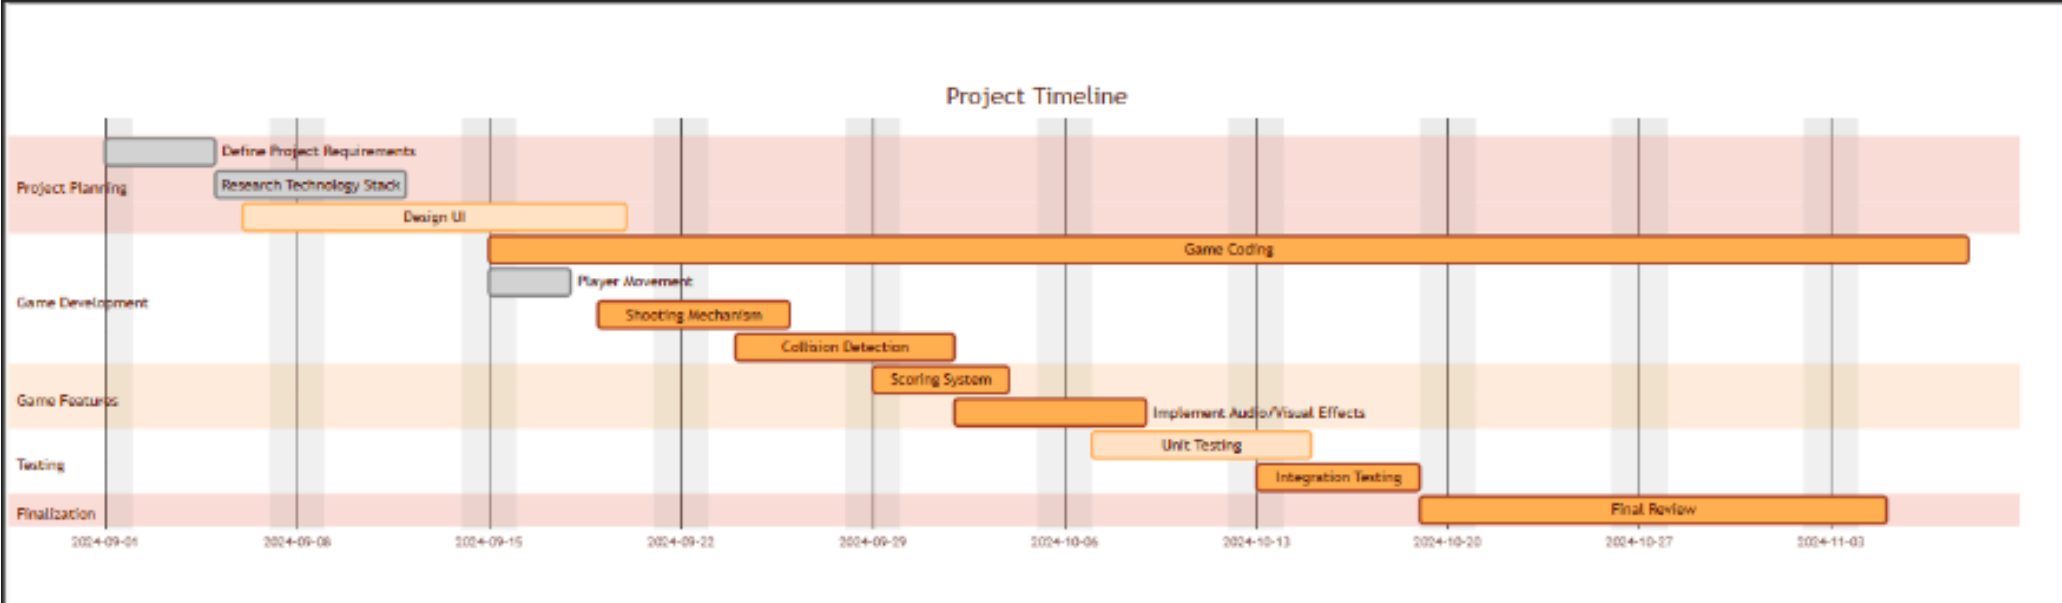 Project Timeline
Define Project Requirements
Project Planning
Research Technology Stack
Design UI
Game Coding
Player Movement
Game Development
Shooting Mechanism
Collision Detection
Scoring System
Game Features
Implement Audio/Visual Effects
Unit Testing
Testing
Integration Testing
Finalization
Final Review
2024-09-01 2024-09-08 2024-09-15 2024-09-22 2024-09-29 2024-10-06 2024-10-13 2024-10-20 2024-10-27 2024-11-03